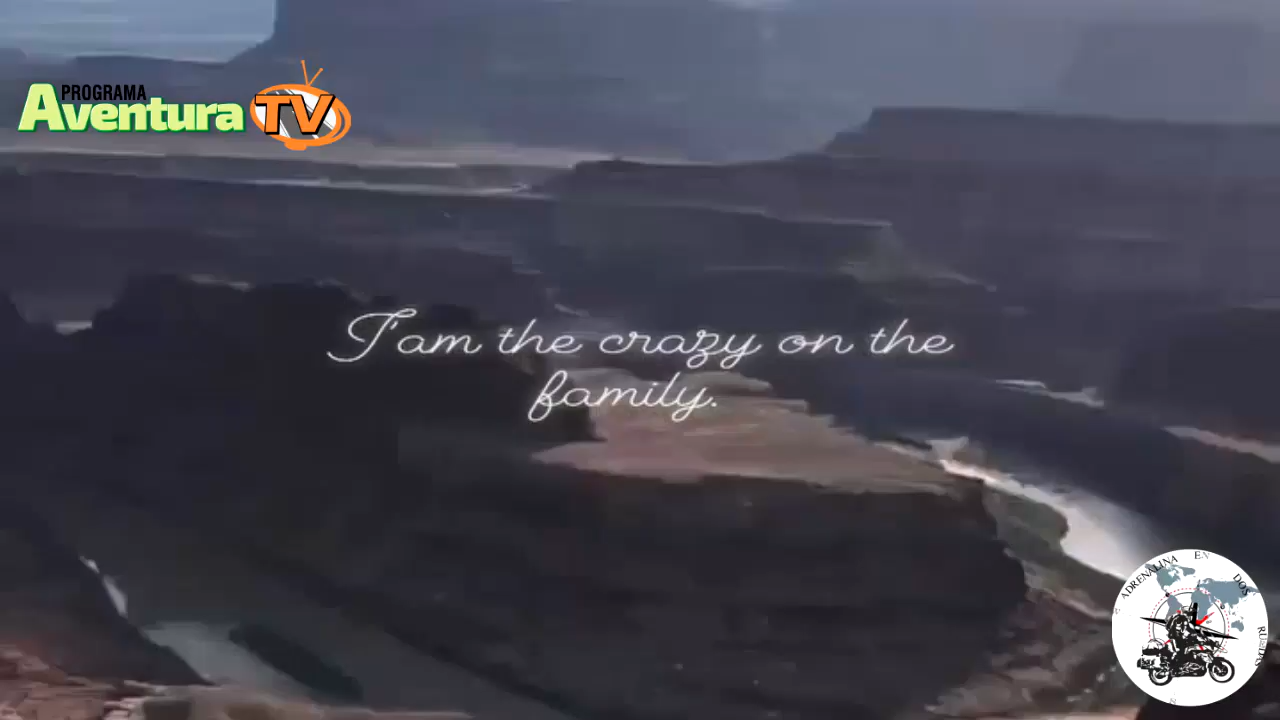 PROGRAMA
Aventura TV
I'am the crazy on the
family.
ADRENALINA EN DOS RUEDAS